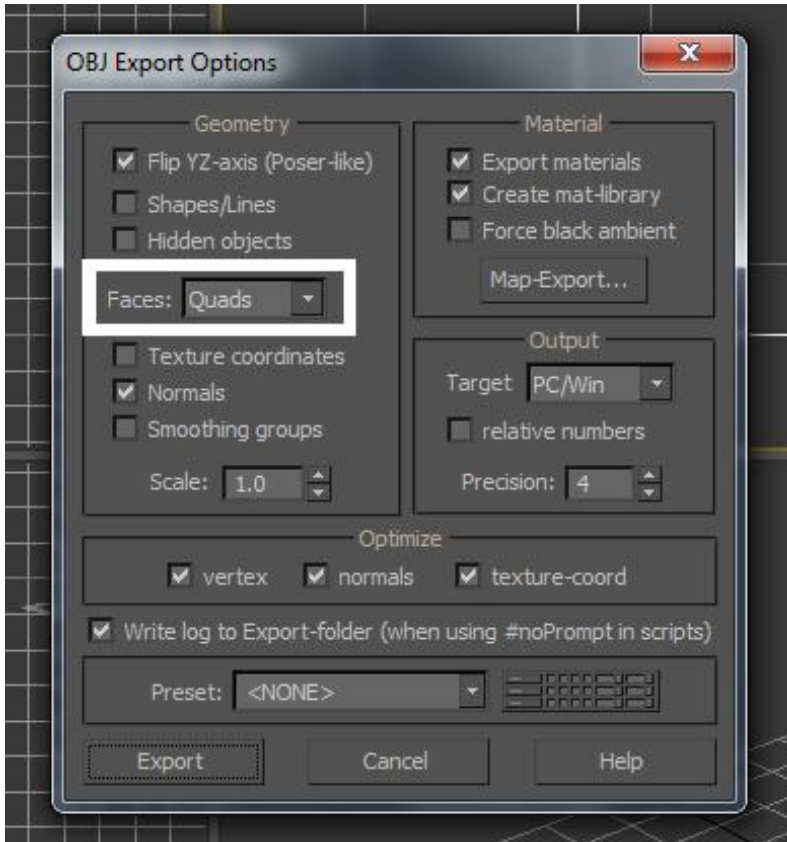 OBJ Export Options
Geometry
Flip YZ-axis (Poser-like)
Shapes/Lines
Hidden objects
Faces: Quads
Texture coordinates
Normals
Smoothing groups
Scale: 1.0
Material
Export materials
Create mat-library
Force black ambient
Map-Export...
Output
Target PC/Win
relative numbers
Precision: 4
Optimize
vertex normals texture-coord
Write log to Export-folder (when using #noPrompt in scripts)
Preset: <NONE>
Export Cancel Help